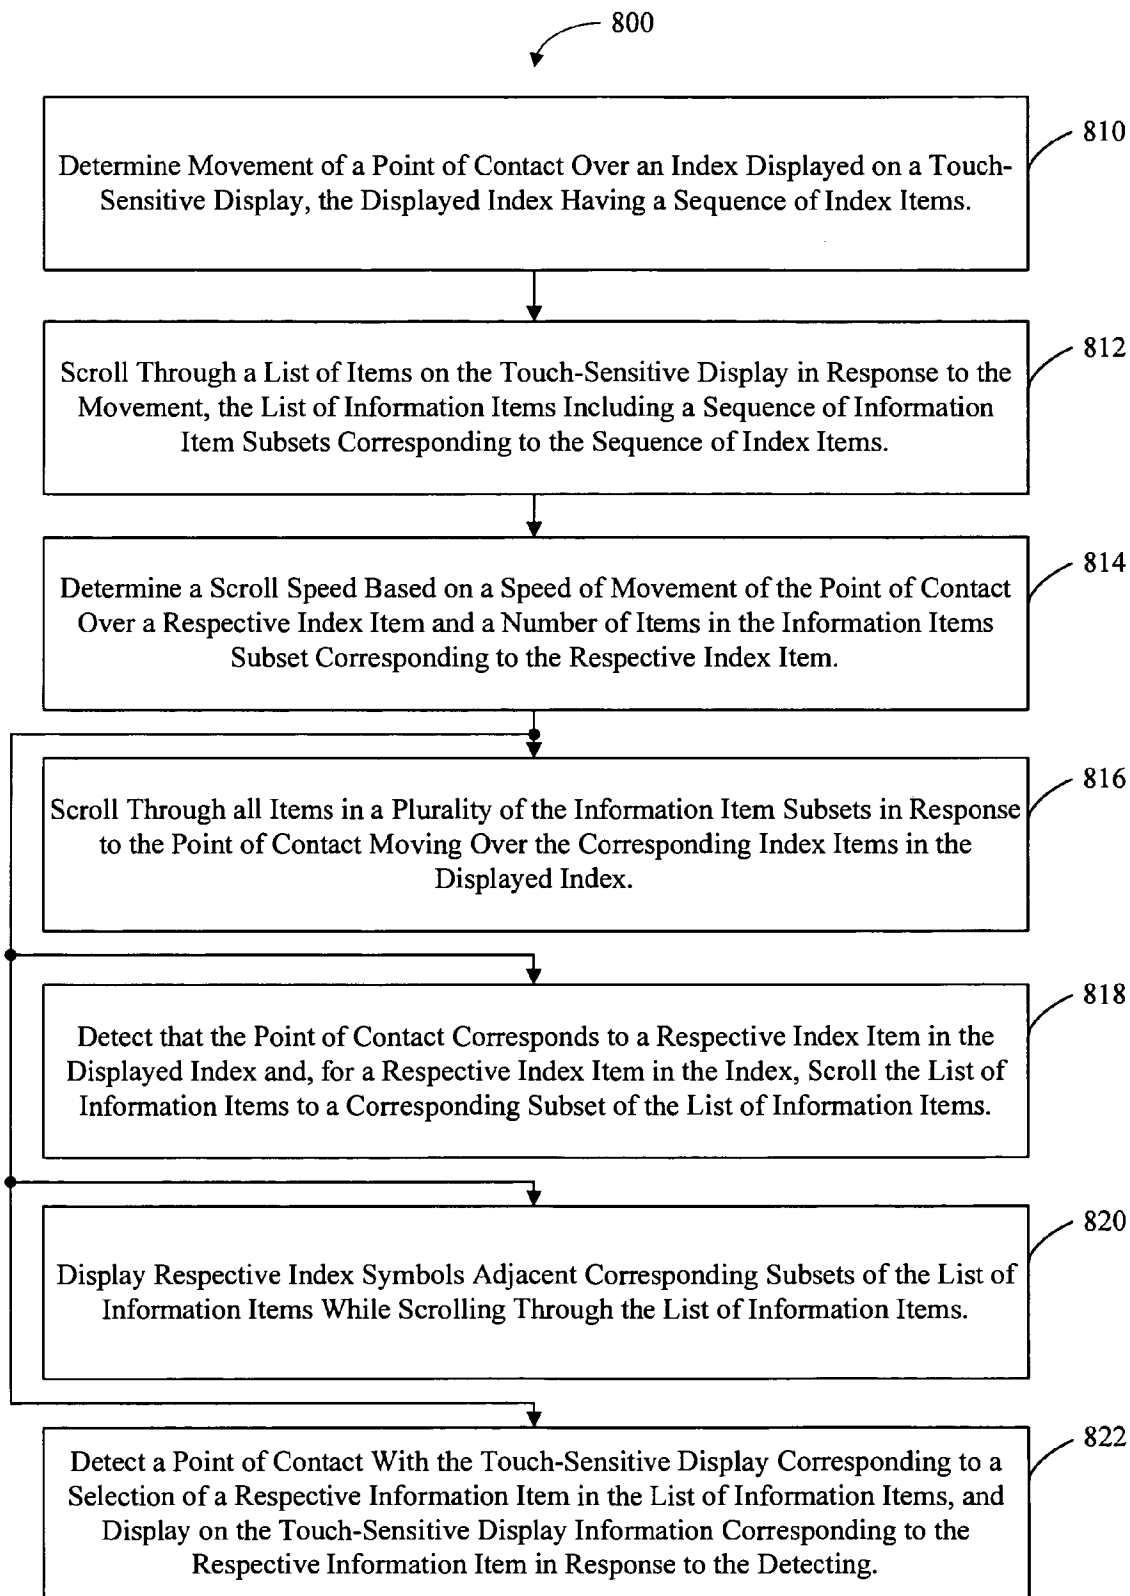 800
810
Determine Movement of a Point of Contact Over an Index Displayed on a Touch-
Sensitive Display, the Displayed Index Having a Sequence of Index Items.
812
Scroll Through a List of Items on the Touch-Sensitive Display in Response to the
Movement, the List of Information Items Including a Sequence of Information
Item Subsets Corresponding to the Sequence of Index Items.
814
Determine a Scroll Speed Based on a Speed of Movement of the Point of Contact
Over a Respective Index Item and a Number of Items in the Information Items
Subset Corresponding to the Respective Index Item.
816
Scroll Through all Items in a Plurality of the Information Item Subsets in Response
to the Point of Contact Moving Over the Corresponding Index Items in the
Displayed Index.
818
Detect that the Point of Contact Corresponds to a Respective Index Item in the
Displayed Index and, for a Respective Index Item in the Index, Scroll the List of
Information Items to a Corresponding Subset of the List of Information Items.
820
Display Respective Index Symbols Adjacent Corresponding Subsets of the List of
Information Items While Scrolling Through the List of Information Items.
822
Detect a Point of Contact With the Touch-Sensitive Display Corresponding to a
Selection of a Respective Information Item in the List of Information Items, and
Display on the Touch-Sensitive Display Information Corresponding to the
Respective Information Item in Response to the Detecting.